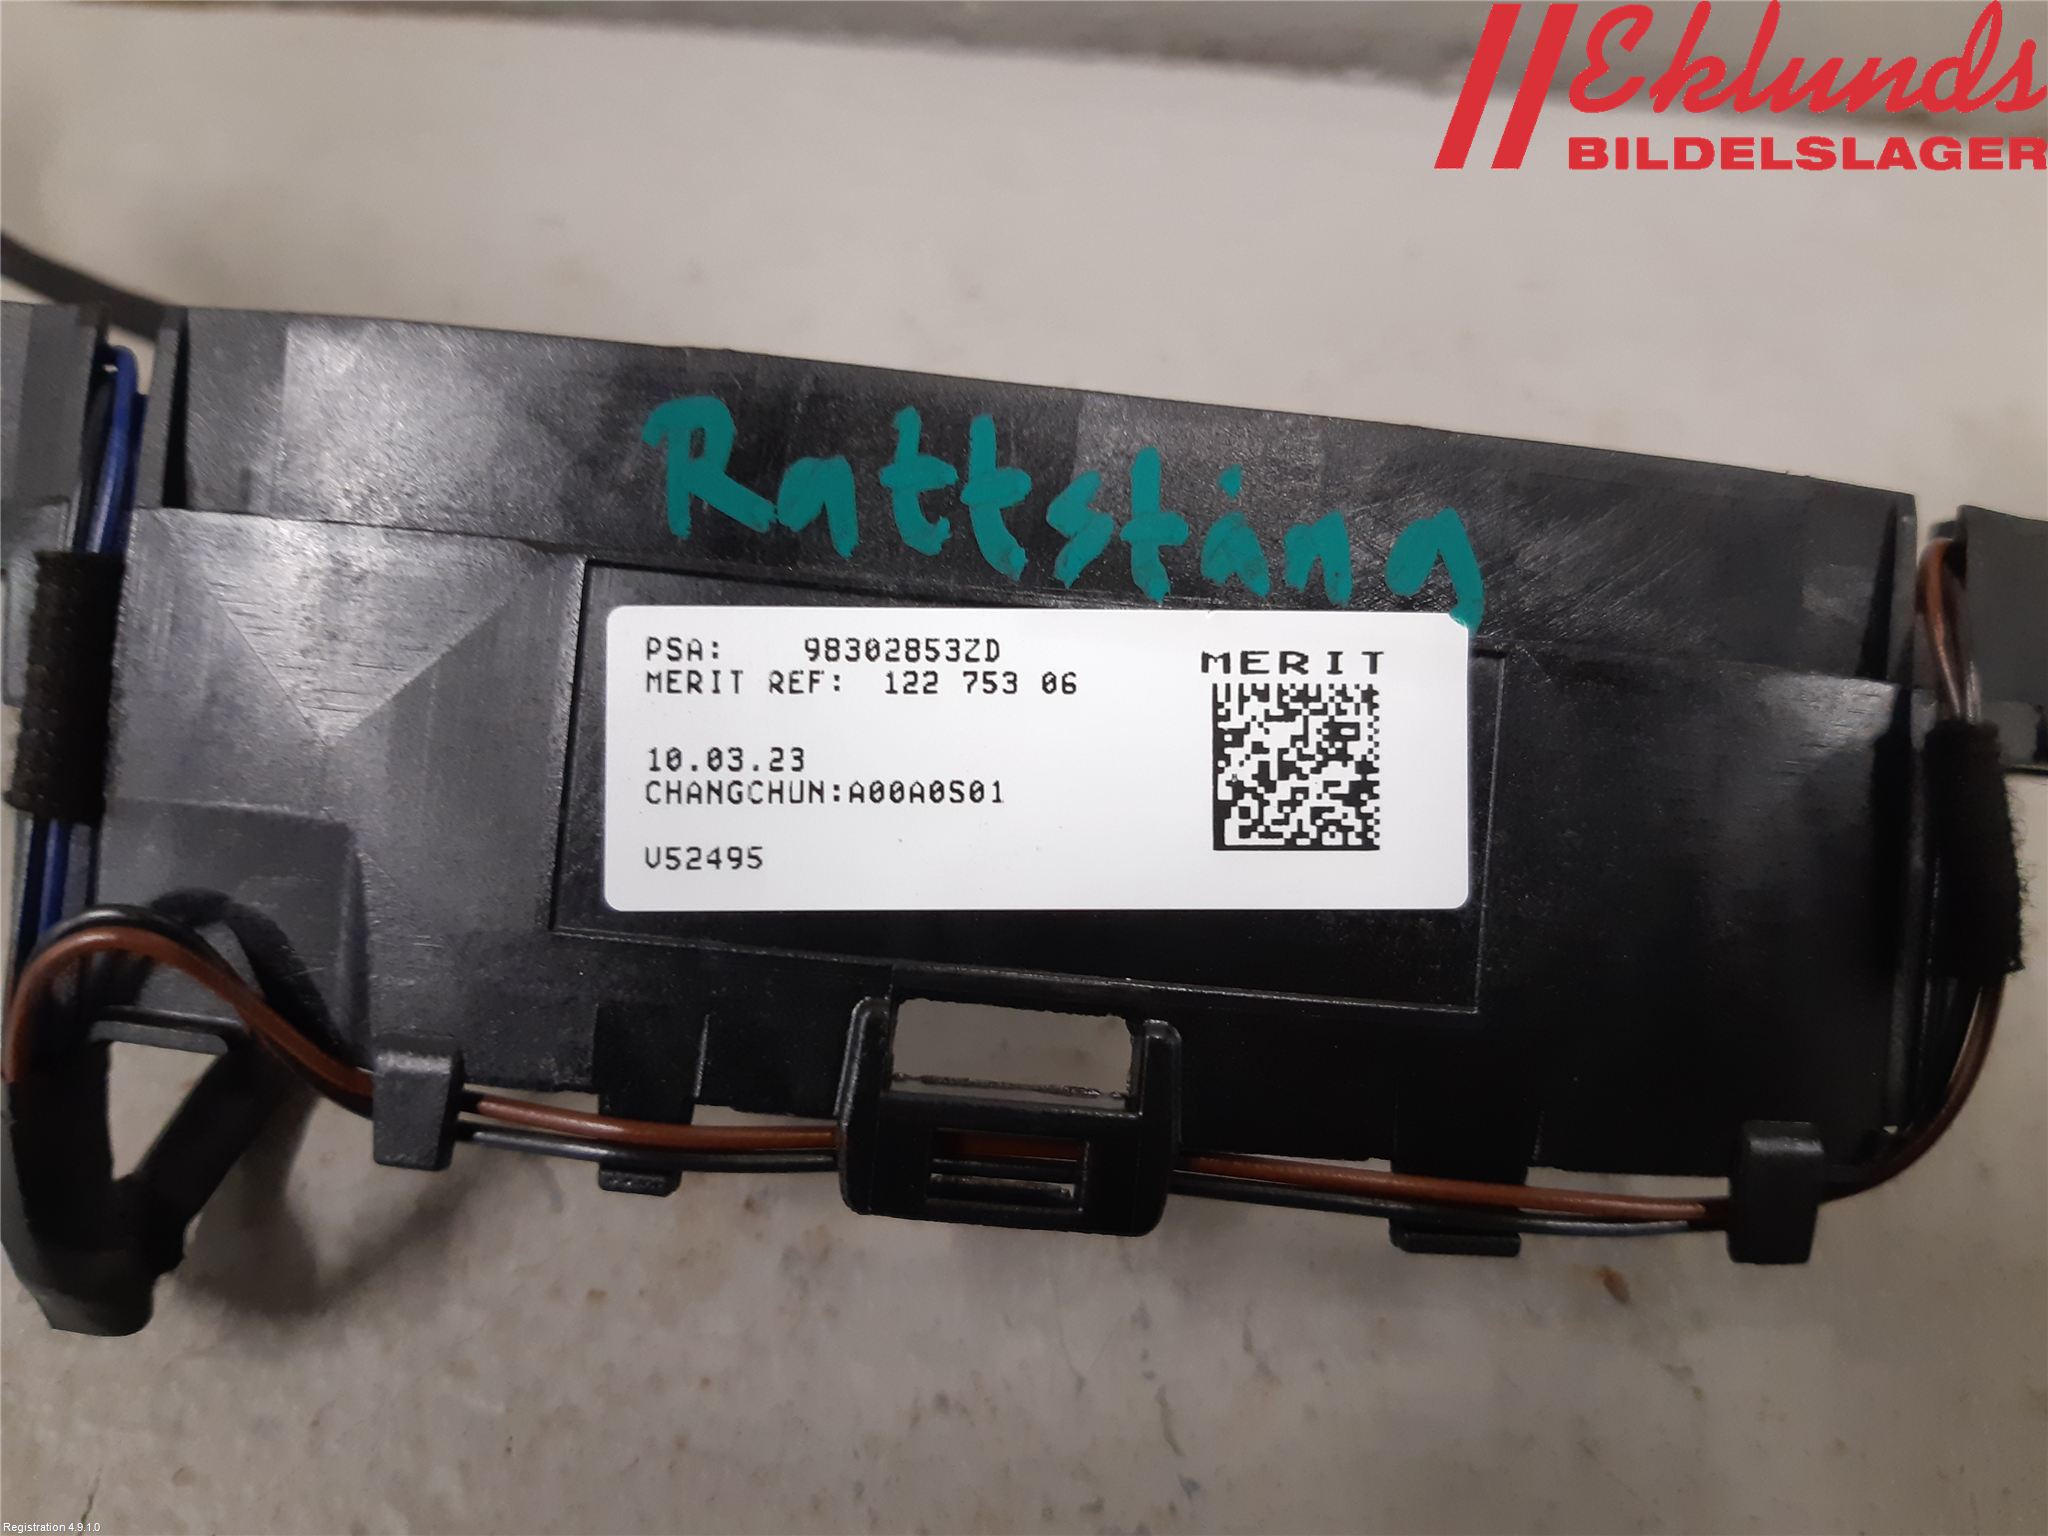 Eklunds
BILDELSLAGER
Rattstång
PSA: 98302853ZD
MERIT REF: 122 753 06
MERIT
10.03.23
CHANGCHUN:A00A0S01
V52495
Registration 4.9.1.0